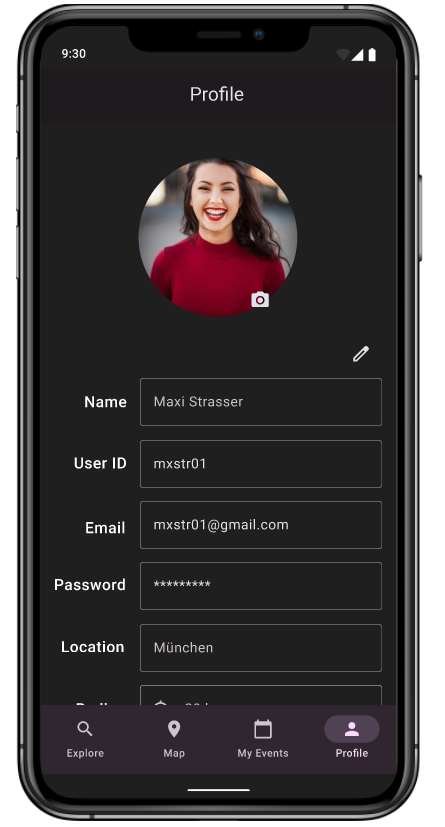 9:30
Profile
Name Maxi Strasser
User ID mxstr01
Email mxstr01@gmail.com
Password *********
Location München
Explore Map My Events Profile